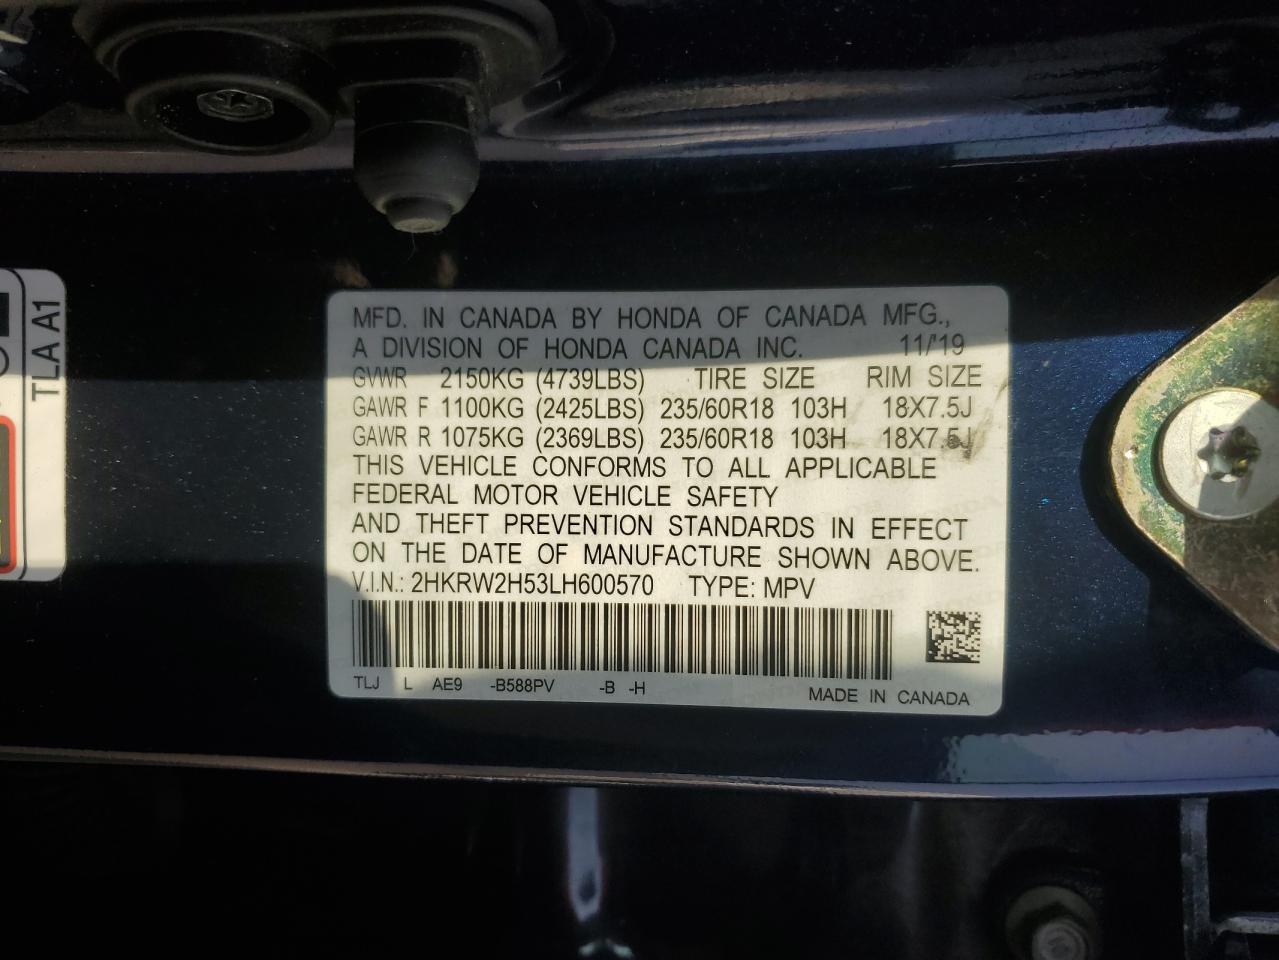 TLA A1
MFD. IN CANADA BY HONDA OF CANADA MFG.,
A DIVISION OF HONDA CANADA INC. 11/'19
GVWR 2150KG (4739LBS) TIRE SIZE RIM SIZE
GAWR F 1100KG (2425LBS) 235/60R18 103H 18X7.5J
GAWR R 1075KG (2369LBS) 235/60R18 103H 18X7.5J
THIS VEHICLE CONFORMS TO ALL APPLICABLE
FEDERAL MOTOR VEHICLE SAFETY
AND THEFT PREVENTION STANDARDS IN EFFECT
ON THE DATE OF MANUFACTURE SHOWN ABOVE.
V.I.N.: 2HKRW2H53LH600570 TYPE: MPV
TLJ L AE9 -B588PV -B -H MADE IN CANADA